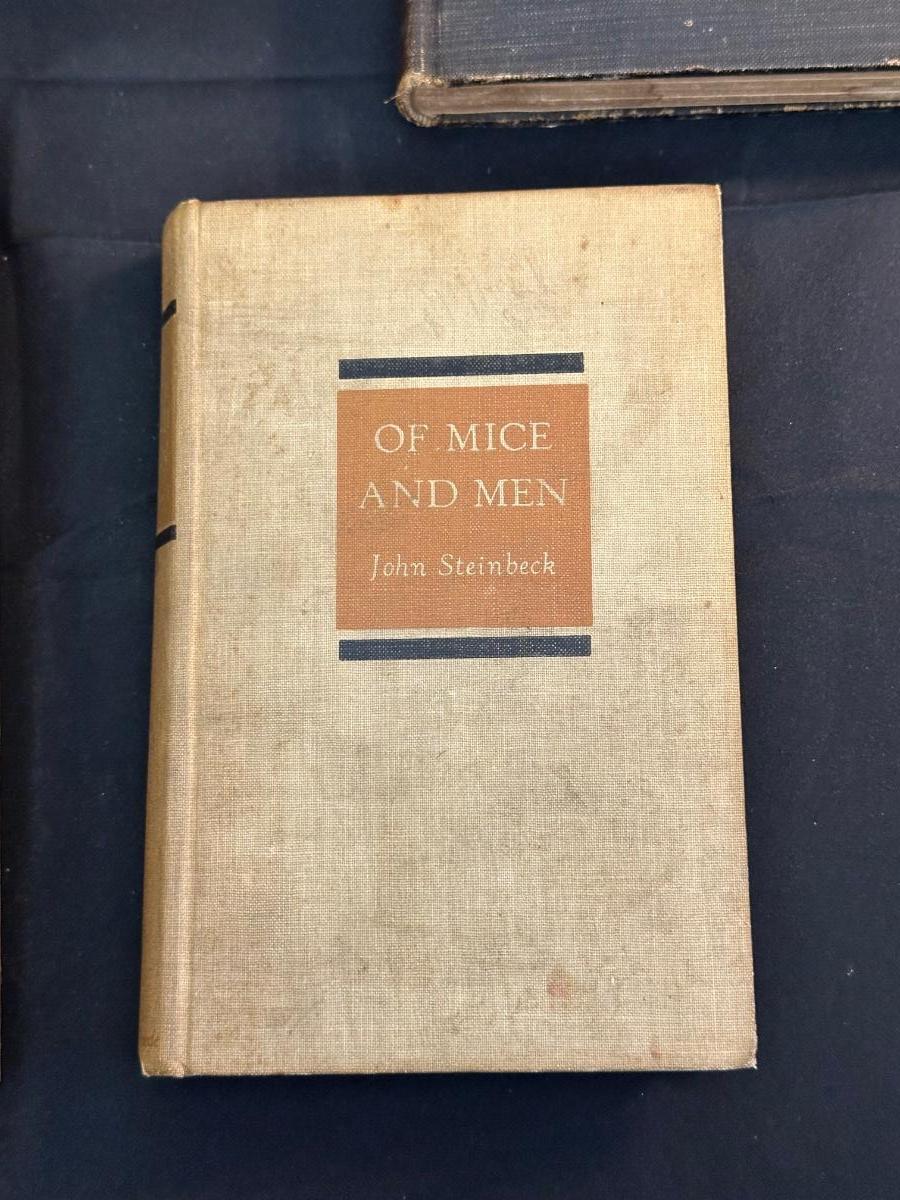 OF MICE
AND MEN
John Steinbeck